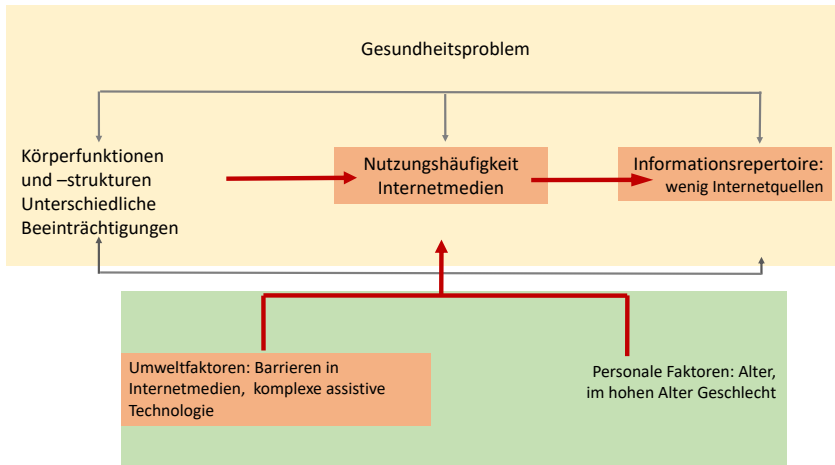 Gesundheitsproblem
Körperfunktionen
und –strukturen
Unterschiedliche
Beeinträchtigungen
Nutzungshäufigkeit
Internetmedien
Informationsrepertoire:
wenig Internetquellen
Umweltfaktoren: Barrieren in
Internetmedien, komplexe assistive
Technologie
Personale Faktoren: Alter,
im hohen Alter Geschlecht